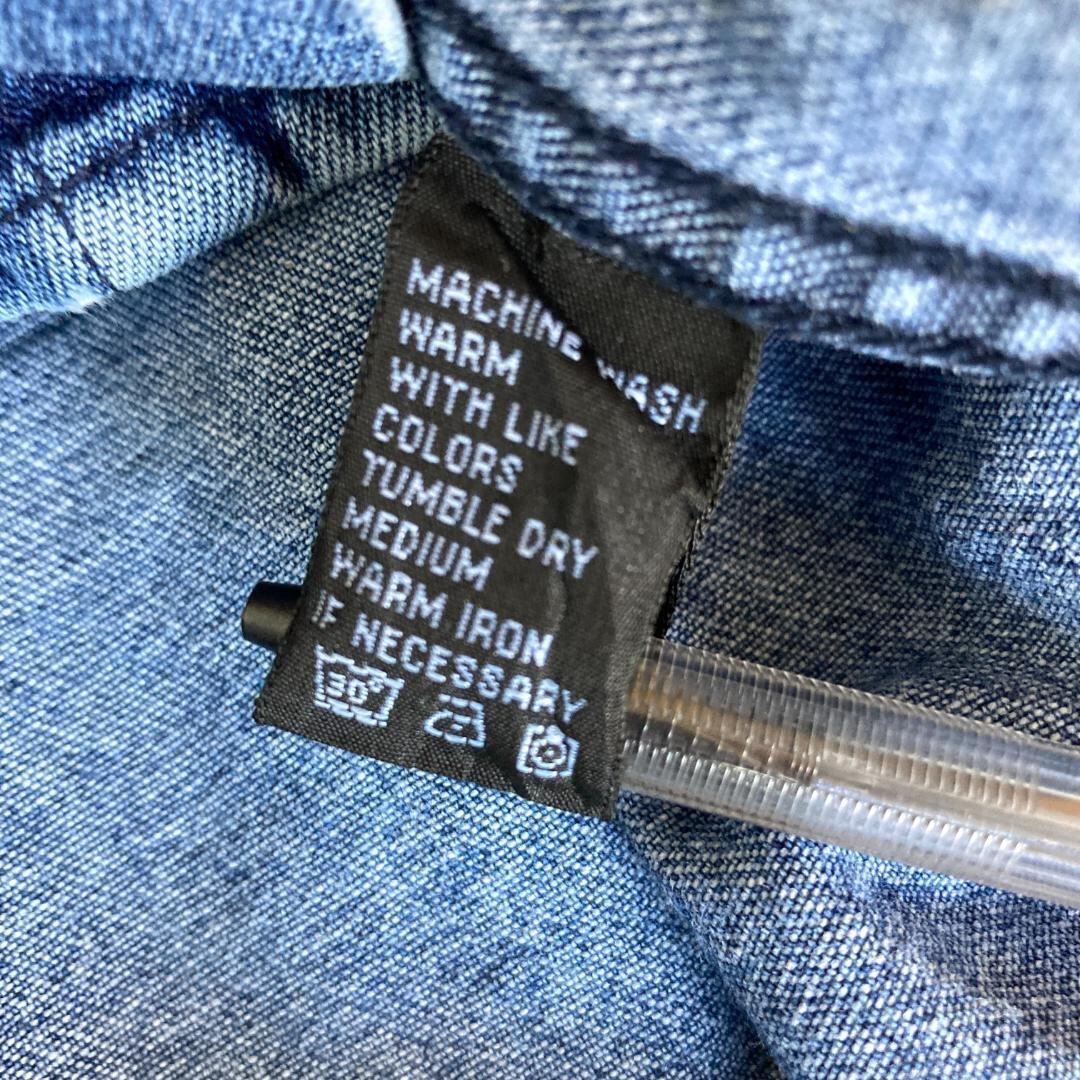 MACHINE WASH
WARM
WITH LIKE
COLORS
TUMBLE DRY
MEDIUM
WARM IRON
IF NECESSARY
30°